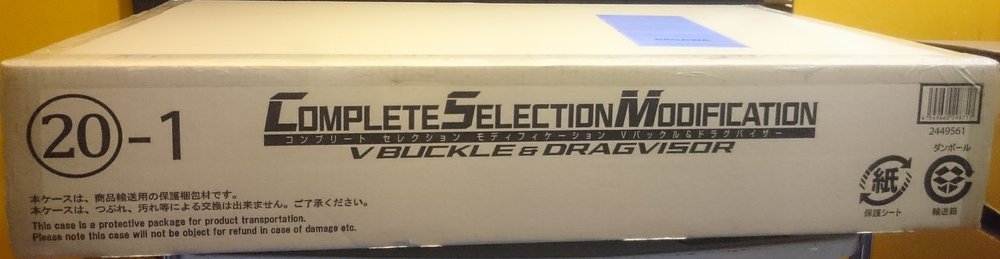 ⑳-1
COMPLETE SELECTION MODIFICATION
コンプリート セレクション モディフィケーション Vバックル&ドラグバイザー
V BUCKLE & DRAGVISOR
本ケースは、商品輸送用の保護梱包材です。
本ケースは、つぶれ、汚れ等による交換は出来ません。ご了承ください。
This case is a protective package for product transportation.
Please note this case will not be object for refund in case of damage etc.
2449561
ダンボール
紙
保護シート
輸送箱